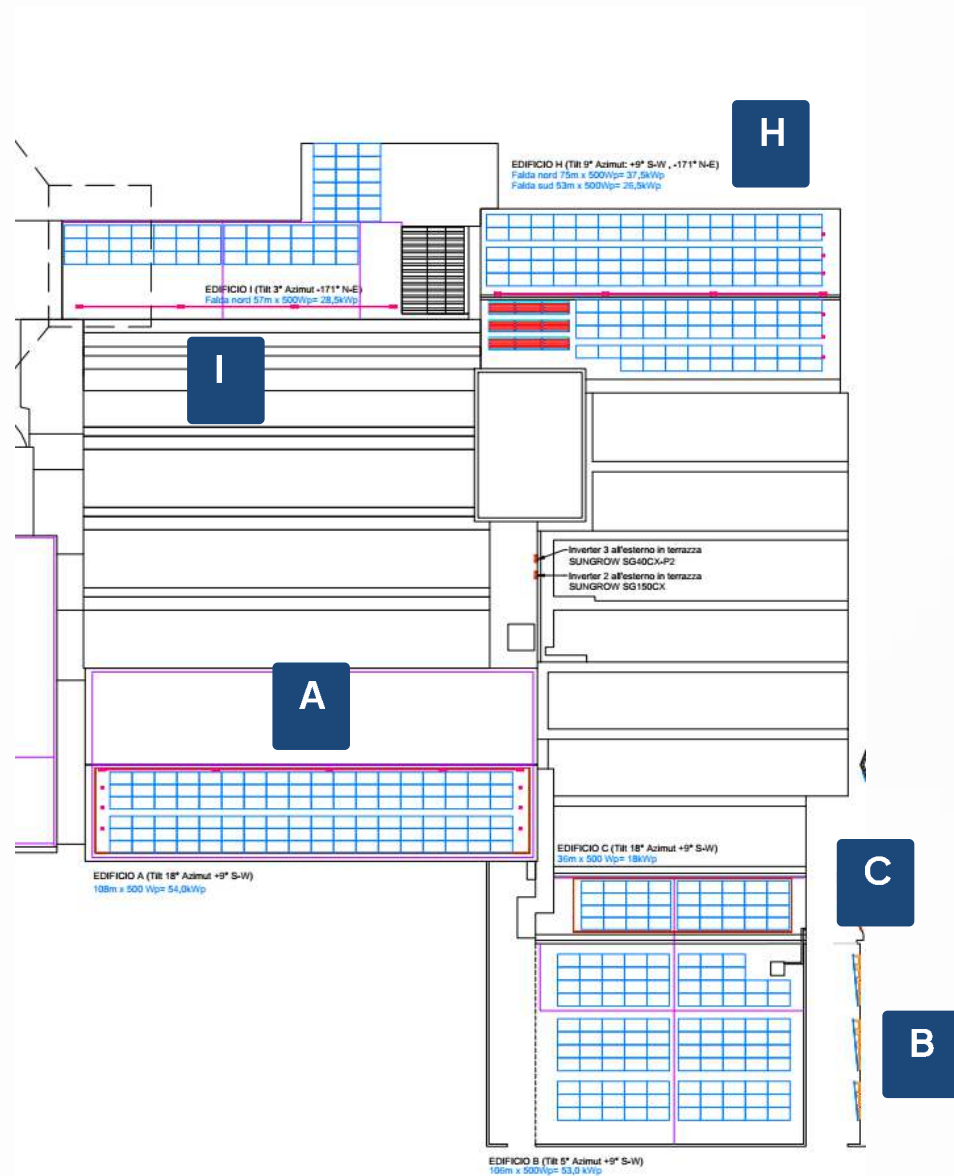 H
EDIFICIO H (Tilt 9° Azimut: +9° S-W , -171° N-E)
Falda nord 75m x 500Wp= 37,5kWp
Falda sud 53m x 500Wp= 26,5kWp
EDIFICIO I (Tilt 3° Azimut -171° N-E)
Falda nord 57m x 500Wp= 28,5kWp
I
Inverter 3 all'esterno in terrazza
SUNGROW SG40CX-P2
Inverter 2 all'esterno in terrazza
SUNGROW SG150CX
A
EDIFICIO C (Tilt 18° Azimut +9° S-W)
36m x 500 Wp= 18kWp
C
EDIFICIO A (Tilt 18° Azimut +9° S-W)
108m x 500 Wp= 54,0kWp
B
EDIFICIO B (Tilt 5° Azimut +9° S-W)
106m x 500Wp= 53,0 kWp